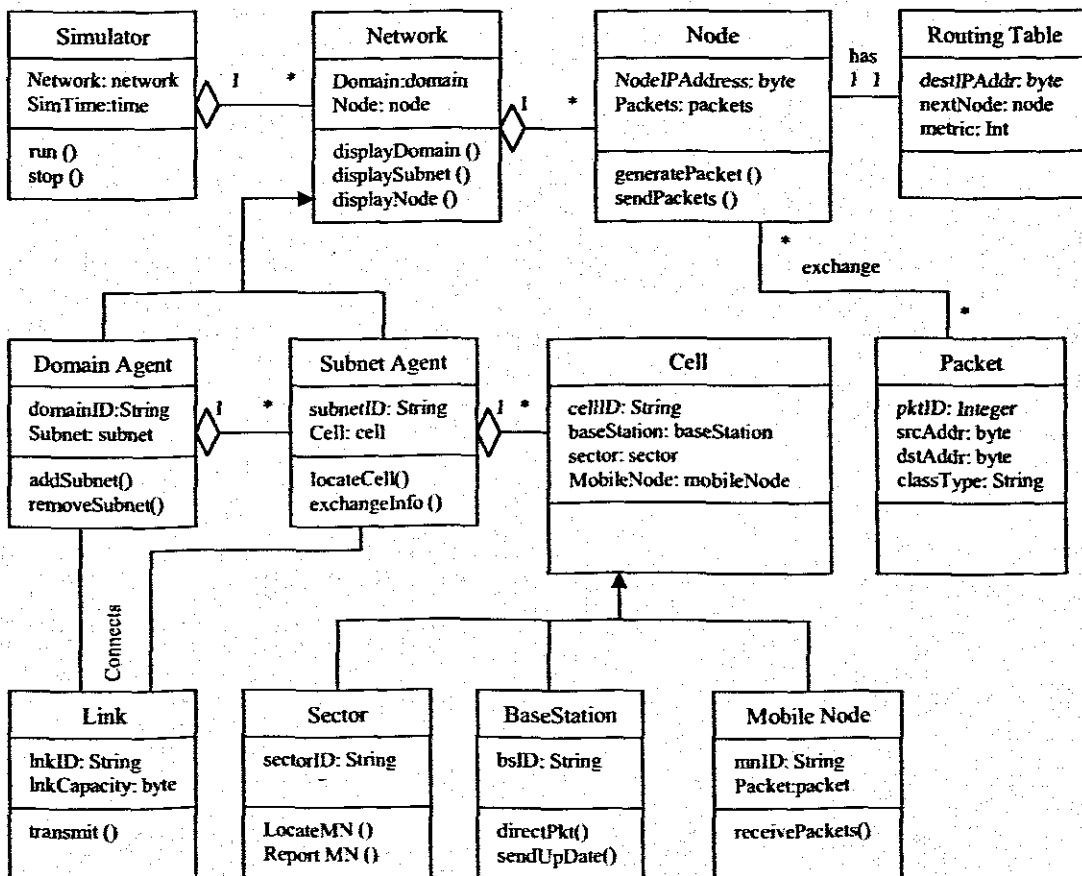 Simulator
Network: network
SimTime:time
run ()
stop ()
1 *
Network
Domain:domain
Node: node
displayDomain ()
displaySubnet ()
displayNode ()
1 *
Node
NodeIPAddress: byte
Packets: packets
generatePacket ()
sendPackets ()
has
1 1
Routing Table
destIPAddr: byte
nextNode: node
metric: Int
*
exchange
*
Domain Agent
domainID:String
Subnet: subnet
addSubnet()
removeSubnet()
1 *
Subnet Agent
subnetID: String
Cell: cell
locateCell()
exchangeInfo ()
1 *
Cell
cellID: String
baseStation: baseStation
sector: sector
MobileNode: mobileNode
Packet
pktID: Integer
srcAddr: byte
dstAddr: byte
classType: String
Connects
Link
lnkID: String
lnkCapacity: byte
transmit ()
Sector
sectorID: String
LocateMN ()
Report MN ()
BaseStation
bsID: String
directPkt()
sendUpDate()
Mobile Node
mnID: String
Packet:packet
receivePackets()